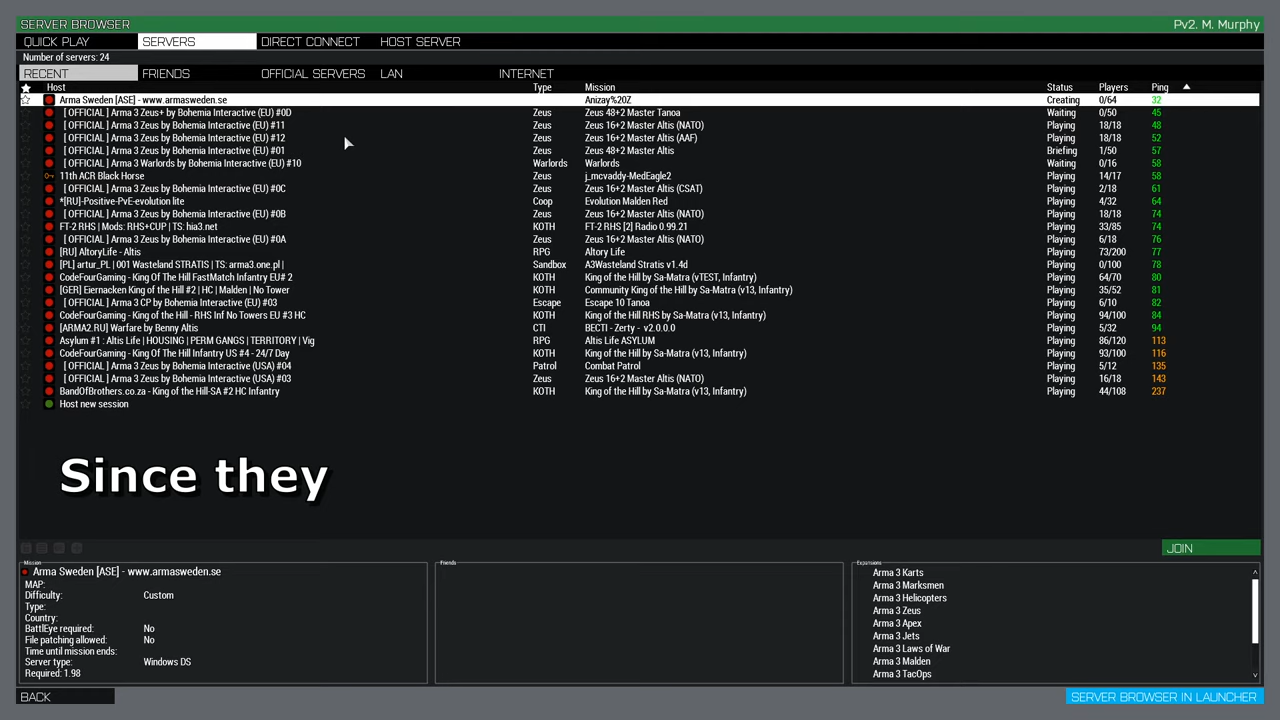 SERVER BROWSER
Pv2. M. Murphy
QUICK PLAY SERVERS DIRECT CONNECT HOST SERVER
Number of servers: 24
RECENT FRIENDS OFFICIAL SERVERS LAN INTERNET
Host Type Mission Status Players Ping
Arma Sweden [ASE] - www.armasweden.se Anizay%20Z Creating 0/64 32
[ OFFICIAL ] Arma 3 Zeus+ by Bohemia Interactive (EU) #0D Zeus Zeus 48+2 Master Tanoa Waiting 0/50 45
[ OFFICIAL ] Arma 3 Zeus by Bohemia Interactive (EU) #11 Zeus Zeus 16+2 Master Altis (NATO) Playing 18/18 48
[ OFFICIAL ] Arma 3 Zeus by Bohemia Interactive (EU) #12 Zeus Zeus 16+2 Master Altis (AAF) Playing 18/18 52
[ OFFICIAL ] Arma 3 Zeus by Bohemia Interactive (EU) #01 Zeus Zeus 48+2 Master Altis Briefing 1/50 57
[ OFFICIAL ] Arma 3 Warlords by Bohemia Interactive (EU) #10 Warlords Warlords Waiting 0/16 58
11th ACR Black Horse Zeus j_mcvaddy-MedEagle2 Playing 14/17 58
[ OFFICIAL ] Arma 3 Zeus by Bohemia Interactive (EU) #0C Zeus Zeus 16+2 Master Altis (CSAT) Playing 2/18 61
*[RU]-Positive-PvE-evolution lite Coop Evolution Malden Red Playing 4/32 64
[ OFFICIAL ] Arma 3 Zeus by Bohemia Interactive (EU) #0B Zeus Zeus 16+2 Master Altis (NATO) Playing 18/18 74
FT-2 RHS | Mods: RHS+CUP | TS: hia3.net KOTH FT-2 RHS [2] Radio 0.99.21 Playing 33/85 74
[ OFFICIAL ] Arma 3 Zeus by Bohemia Interactive (EU) #0A Zeus Zeus 16+2 Master Altis (NATO) Playing 6/18 76
[RU] AltoryLife - Altis RPG Altory Life Playing 73/200 77
[PL] artur_PL | 001 Wasteland STRATIS | TS: arma3.one.pl | Sandbox A3Wasteland Stratis v1.4d Playing 0/100 78
CodeFourGaming - King Of The Hill FastMatch Infantry EU# 2 KOTH King of the Hill by Sa-Matra (vTEST, Infantry) Playing 64/70 80
[GER] Eiernacken King of the Hill #2 | HC | Malden | No Tower KOTH Community King of the Hill by Sa-Matra (v13, Infantry) Playing 35/52 81
[ OFFICIAL ] Arma 3 CP by Bohemia Interactive (EU) #03 Escape Escape 10 Tanoa Playing 6/10 82
CodeFourGaming - King of the Hill - RHS Inf No Towers EU #3 HC KOTH King of the Hill RHS by Sa-Matra (v13, Infantry) Playing 94/100 84
[ARMA2.RU] Warfare by Benny Altis CTI BECTI - Zerty - v2.0.0.0 Playing 5/32 94
Asylum #1 : Altis Life | HOUSING | PERM GANGS | TERRITORY | Vig RPG Altis Life ASYLUM Playing 86/120 113
CodeFourGaming - King Of The Hill Infantry US #4 - 24/7 Day KOTH King of the Hill by Sa-Matra (v13, Infantry) Playing 93/100 116
[ OFFICIAL ] Arma 3 Zeus by Bohemia Interactive (USA) #04 Patrol Combat Patrol Playing 5/12 135
[ OFFICIAL ] Arma 3 Zeus by Bohemia Interactive (USA) #03 Zeus Zeus 16+2 Master Altis (NATO) Playing 16/18 143
BandOfBrothers.co.za - King of the Hill-SA #2 HC Infantry KOTH King of the Hill by Sa-Matra (v13, Infantry) Playing 44/108 237
Host new session
Since they
JOIN
Mission
Arma Sweden [ASE] - www.armasweden.se
MAP:
Difficulty: Custom
Type:
Country:
BattlEye required: No
File patching allowed: No
Time until mission ends:
Server type: Windows DS
Required: 1.98
Friends
Expansions
Arma 3 Karts
Arma 3 Marksmen
Arma 3 Helicopters
Arma 3 Zeus
Arma 3 Apex
Arma 3 Jets
Arma 3 Laws of War
Arma 3 Malden
Arma 3 TacOps
BACK
SERVER BROWSER IN LAUNCHER